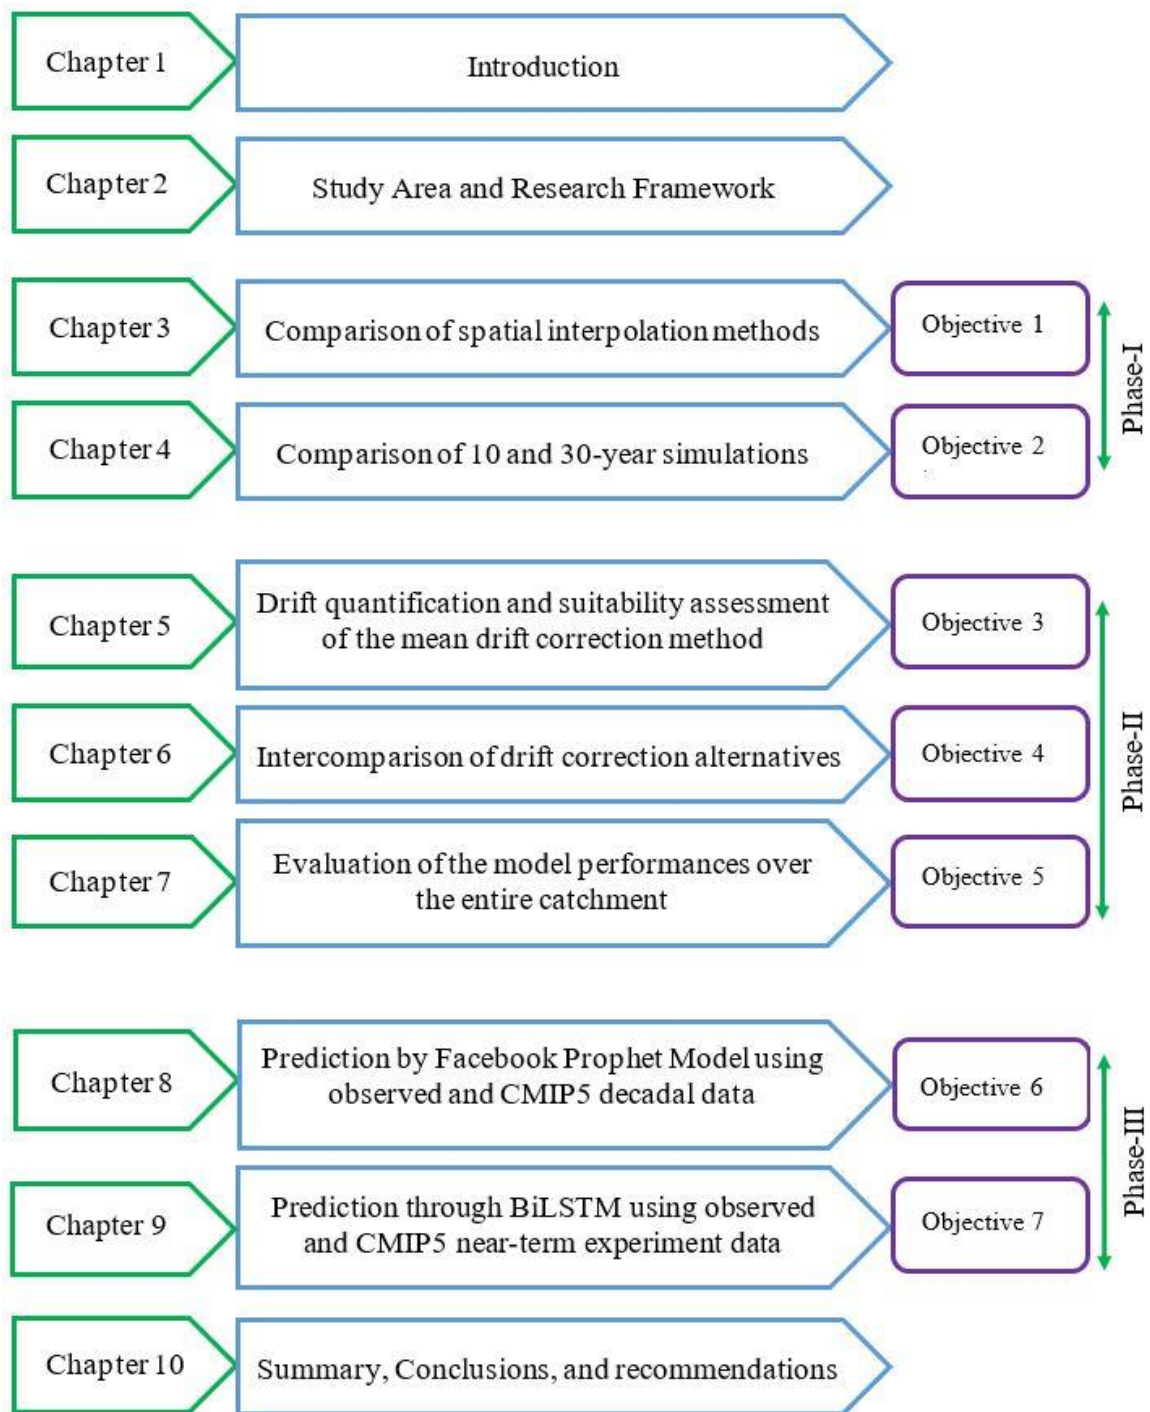 Chapter 1
Introduction
Chapter 2
Study Area and Research Framework
Chapter 3
Comparison of spatial interpolation methods
Objective 1
Chapter 4
Comparison of 10 and 30-year simulations
Objective 2
Phase-I
Chapter 5
Drift quantification and suitability assessment
of the mean drift correction method
Objective 3
Chapter 6
Intercomparison of drift correction alternatives
Objective 4
Chapter 7
Evaluation of the model performances over
the entire catchment
Objective 5
Phase-II
Chapter 8
Prediction by Facebook Prophet Model using
observed and CMIP5 decadal data
Objective 6
Chapter 9
Prediction through BiLSTM using observed
and CMIP5 near-term experiment data
Objective 7
Phase-III
Chapter 10
Summary, Conclusions, and recommendations